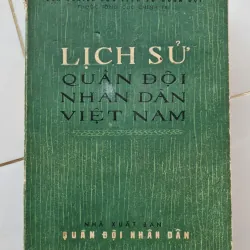 LỊCH SỬ
QUÂN ĐỘI
NHÂN DÂN
VIỆT NAM
NHÀ XUẤT BẢN
QUÂN ĐỘI NHÂN DÂN